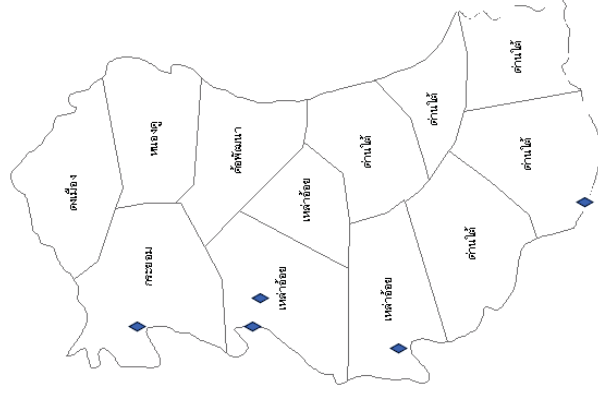 ดงเมือง
หนองคู
ค้อพัฒนา
กระยอม
เหล่าอ้อย
เหล่าอ้อย
เหล่าอ้อย
ด่านใต้
ด่านใต้
ด่านใต้
ด่านใต้
ด่านใต้